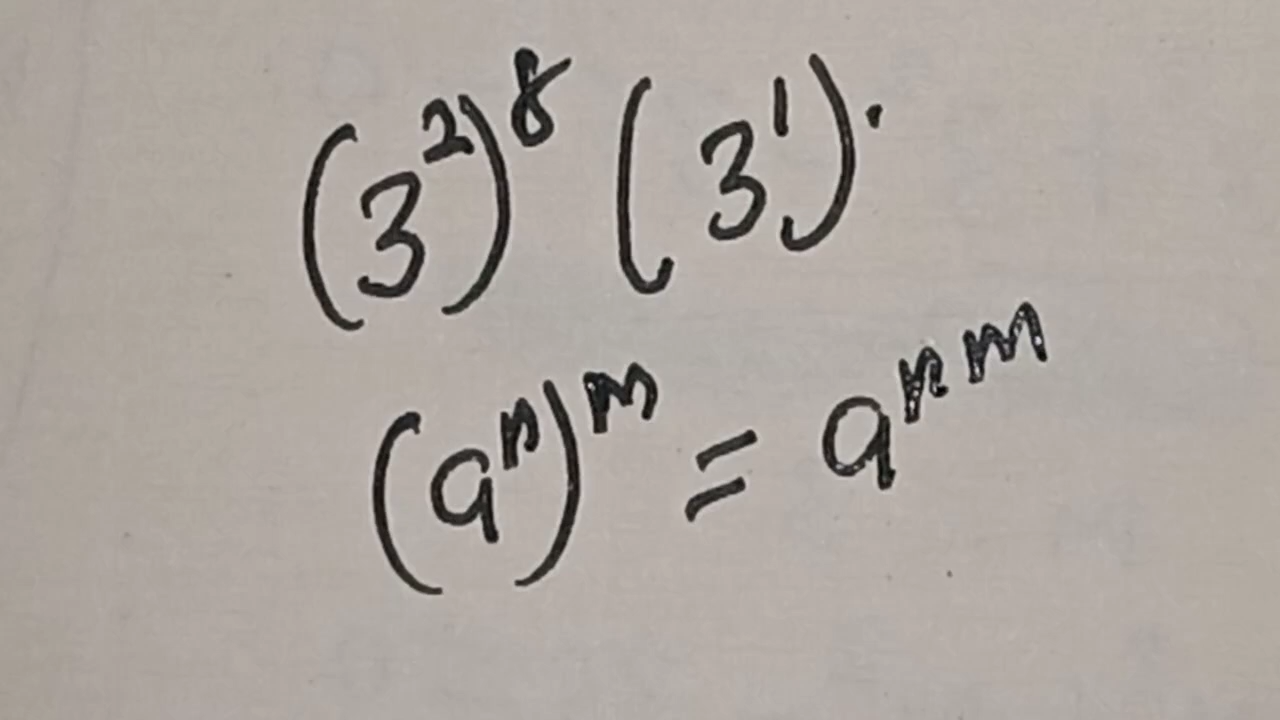 (3²)⁸ (3¹).
(aⁿ)ᵐ = aⁿᵐ